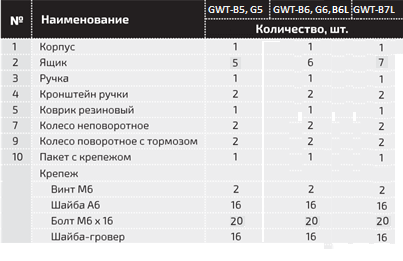 № Наименование GWT-B5, G5 GWT-B6, G6, B6L GWT-B7L
Количество, шт.
1 Корпус 1 1 1
2 Ящик 5 6 7
3 Ручка 1 1 1
4 Кронштейн ручки 2 2 2
5 Коврик резиновый 1 1 1
7 Колесо неповоротное 2 2 2
9 Колесо поворотное с тормозом 2 2 2
10 Пакет с крепежом 1 1 1
Крепеж
Винт М6 2 2 2
Шайба А6 16 16 16
Болт М6 х 16 20 20 20
Шайба-гровер 16 16 16